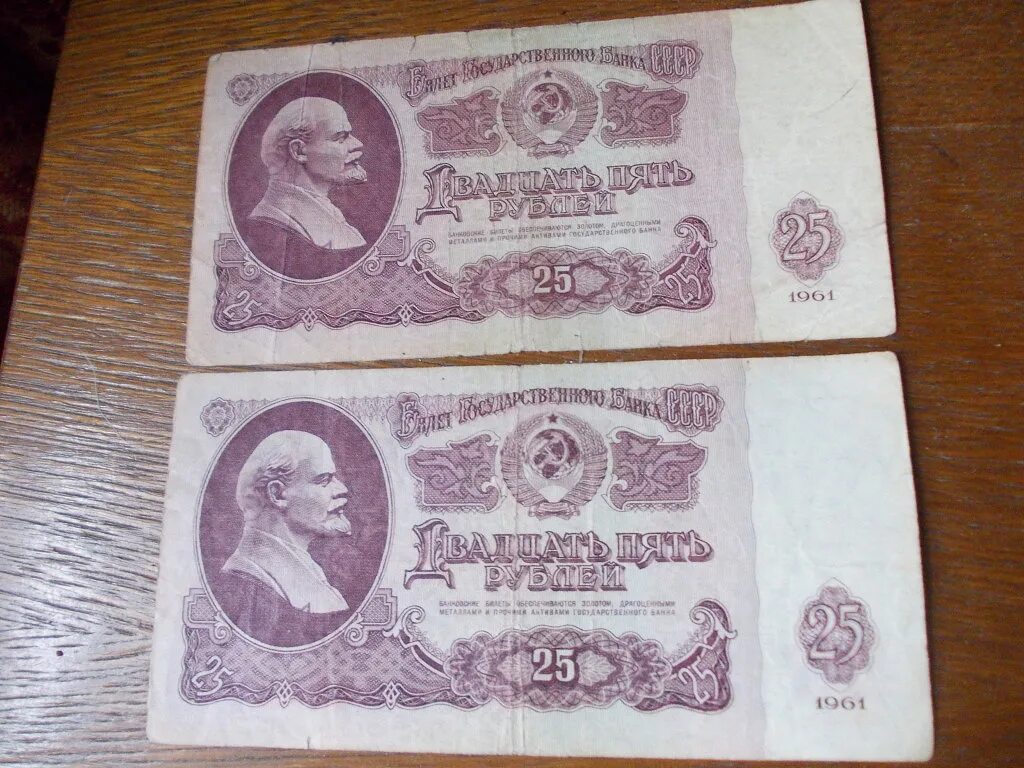 Билет Государственного Банка СССР
Двадцать пять
рублей
БАНКОВСКИЕ БИЛЕТЫ ОБЕСПЕЧИВАЮТСЯ ЗОЛОТОМ, ДРАГОЦЕННЫМИ
МЕТАЛЛАМИ И ПРОЧИМИ АКТИВАМИ ГОСУДАРСТВЕННОГО БАНКА
25
25
25
25
1961
Билет Государственного Банка СССР
Двадцать пять
рублей
БАНКОВСКИЕ БИЛЕТЫ ОБЕСПЕЧИВАЮТСЯ ЗОЛОТОМ, ДРАГОЦЕННЫМИ
МЕТАЛЛАМИ И ПРОЧИМИ АКТИВАМИ ГОСУДАРСТВЕННОГО БАНКА
25
25
25
25
1961